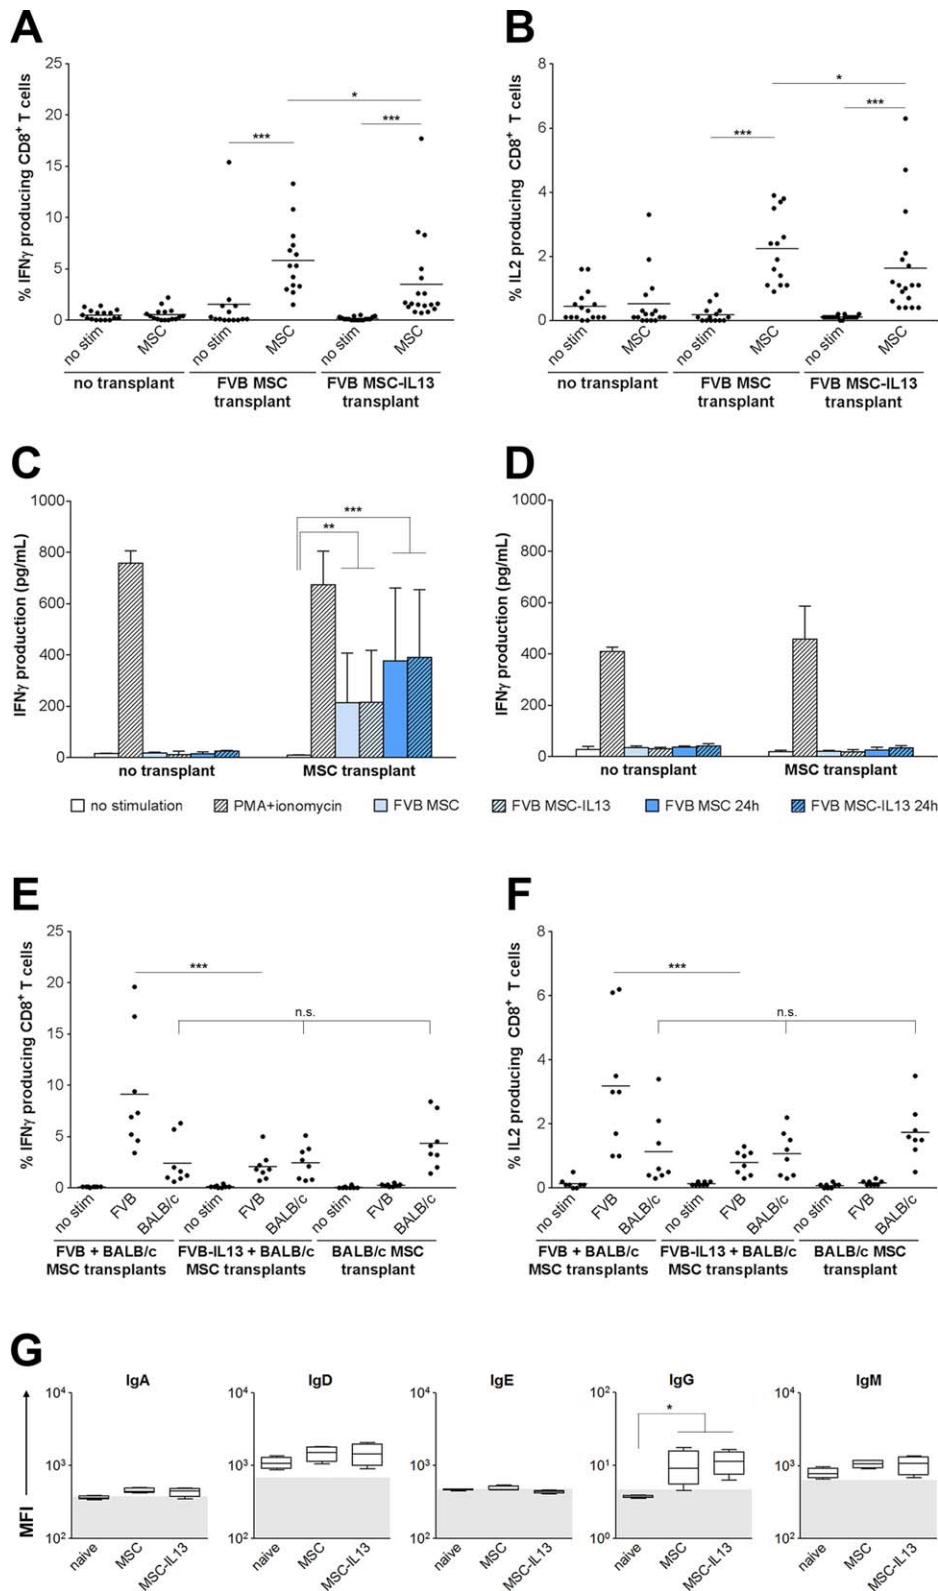 A
B
% IFNγ producing CD8+ T cells
25
20
15
10
5
0
*
***
***
no stim
MSC
no stim
MSC
no stim
MSC
no transplant
FVB MSC
transplant
FVB MSC-IL13
transplant
% IL2 producing CD8+ T cells
8
6
4
2
0
*
***
***
no stim
MSC
no stim
MSC
no stim
MSC
no transplant
FVB MSC
transplant
FVB MSC-IL13
transplant
C
D
IFNγ production (pg/mL)
1000
800
600
400
200
0
***
**
no transplant
MSC transplant
IFNγ production (pg/mL)
1000
800
600
400
200
0
no transplant
MSC transplant
no stimulation
PMA+ionomycin
FVB MSC
FVB MSC-IL13
FVB MSC 24h
FVB MSC-IL13 24h
E
F
% IFNγ producing CD8+ T cells
25
20
15
10
5
0
***
n.s.
no stim
FVB
BALB/c
no stim
FVB
BALB/c
no stim
FVB
BALB/c
FVB + BALB/c
MSC transplants
FVB-IL13 + BALB/c
MSC transplants
BALB/c MSC
transplant
% IL2 producing CD8+ T cells
8
6
4
2
0
***
n.s.
no stim
FVB
BALB/c
no stim
FVB
BALB/c
no stim
FVB
BALB/c
FVB + BALB/c
MSC transplants
FVB-IL13 + BALB/c
MSC transplants
BALB/c MSC
transplant
G
MFI
IgA
10⁴
10³
10²
naive
MSC
MSC-IL13
IgD
10⁴
10³
10²
naive
MSC
MSC-IL13
IgE
10⁴
10³
10²
naive
MSC
MSC-IL13
IgG
10²
10¹
10⁰
*
naive
MSC
MSC-IL13
IgM
10⁴
10³
10²
naive
MSC
MSC-IL13